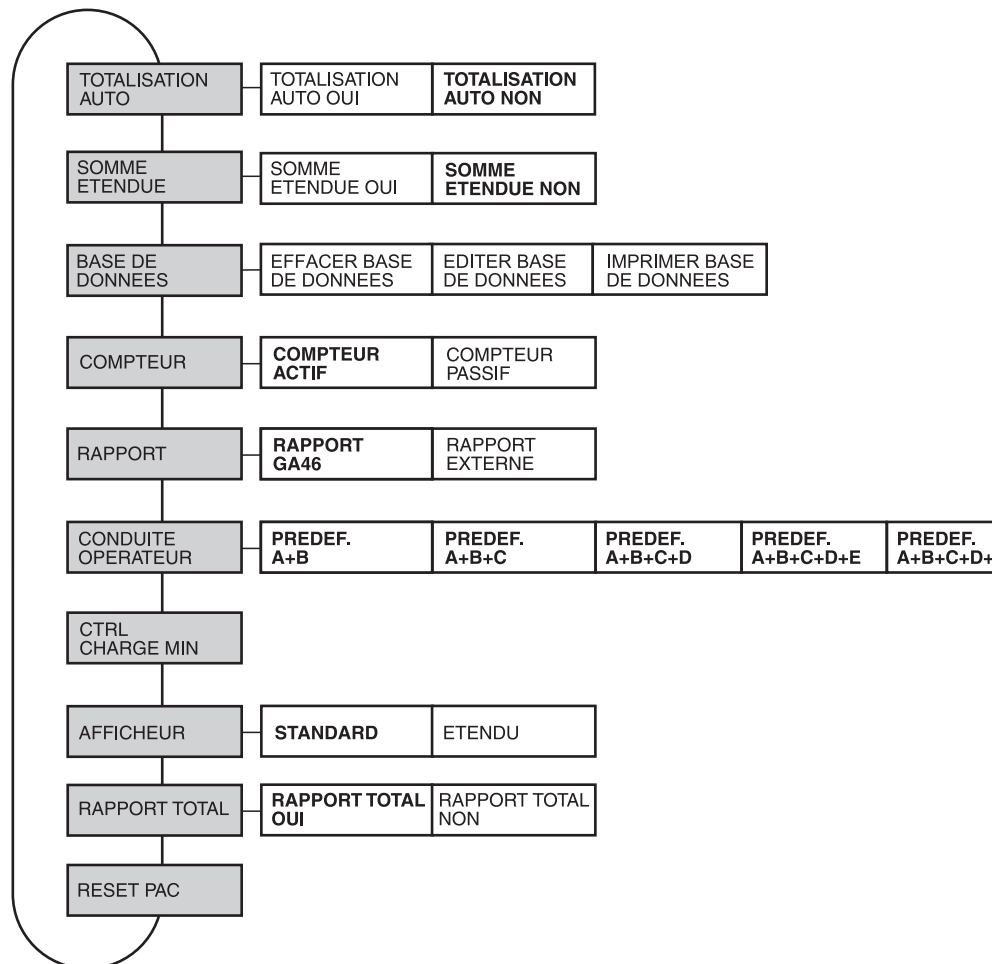 TOTALISATION
AUTO
TOTALISATION
AUTO OUI
TOTALISATION
AUTO NON
SOMME
ETENDUE
SOMME
ETENDUE OUI
SOMME
ETENDUE NON
BASE DE
DONNEES
EFFACER BASE
DE DONNEES
EDITER BASE
DE DONNEES
IMPRIMER BASE
DE DONNEES
COMPTEUR
COMPTEUR
ACTIF
COMPTEUR
PASSIF
RAPPORT
RAPPORT
GA46
RAPPORT
EXTERNE
CONDUITE
OPERATEUR
PREDEF.
A+B
PREDEF.
A+B+C
PREDEF.
A+B+C+D
PREDEF.
A+B+C+D+E
PREDEF.
A+B+C+D+
CTRL
CHARGE MIN
AFFICHEUR
STANDARD
ETENDU
RAPPORT TOTAL
RAPPORT TOTAL
OUI
RAPPORT TOTAL
NON
RESET PAC